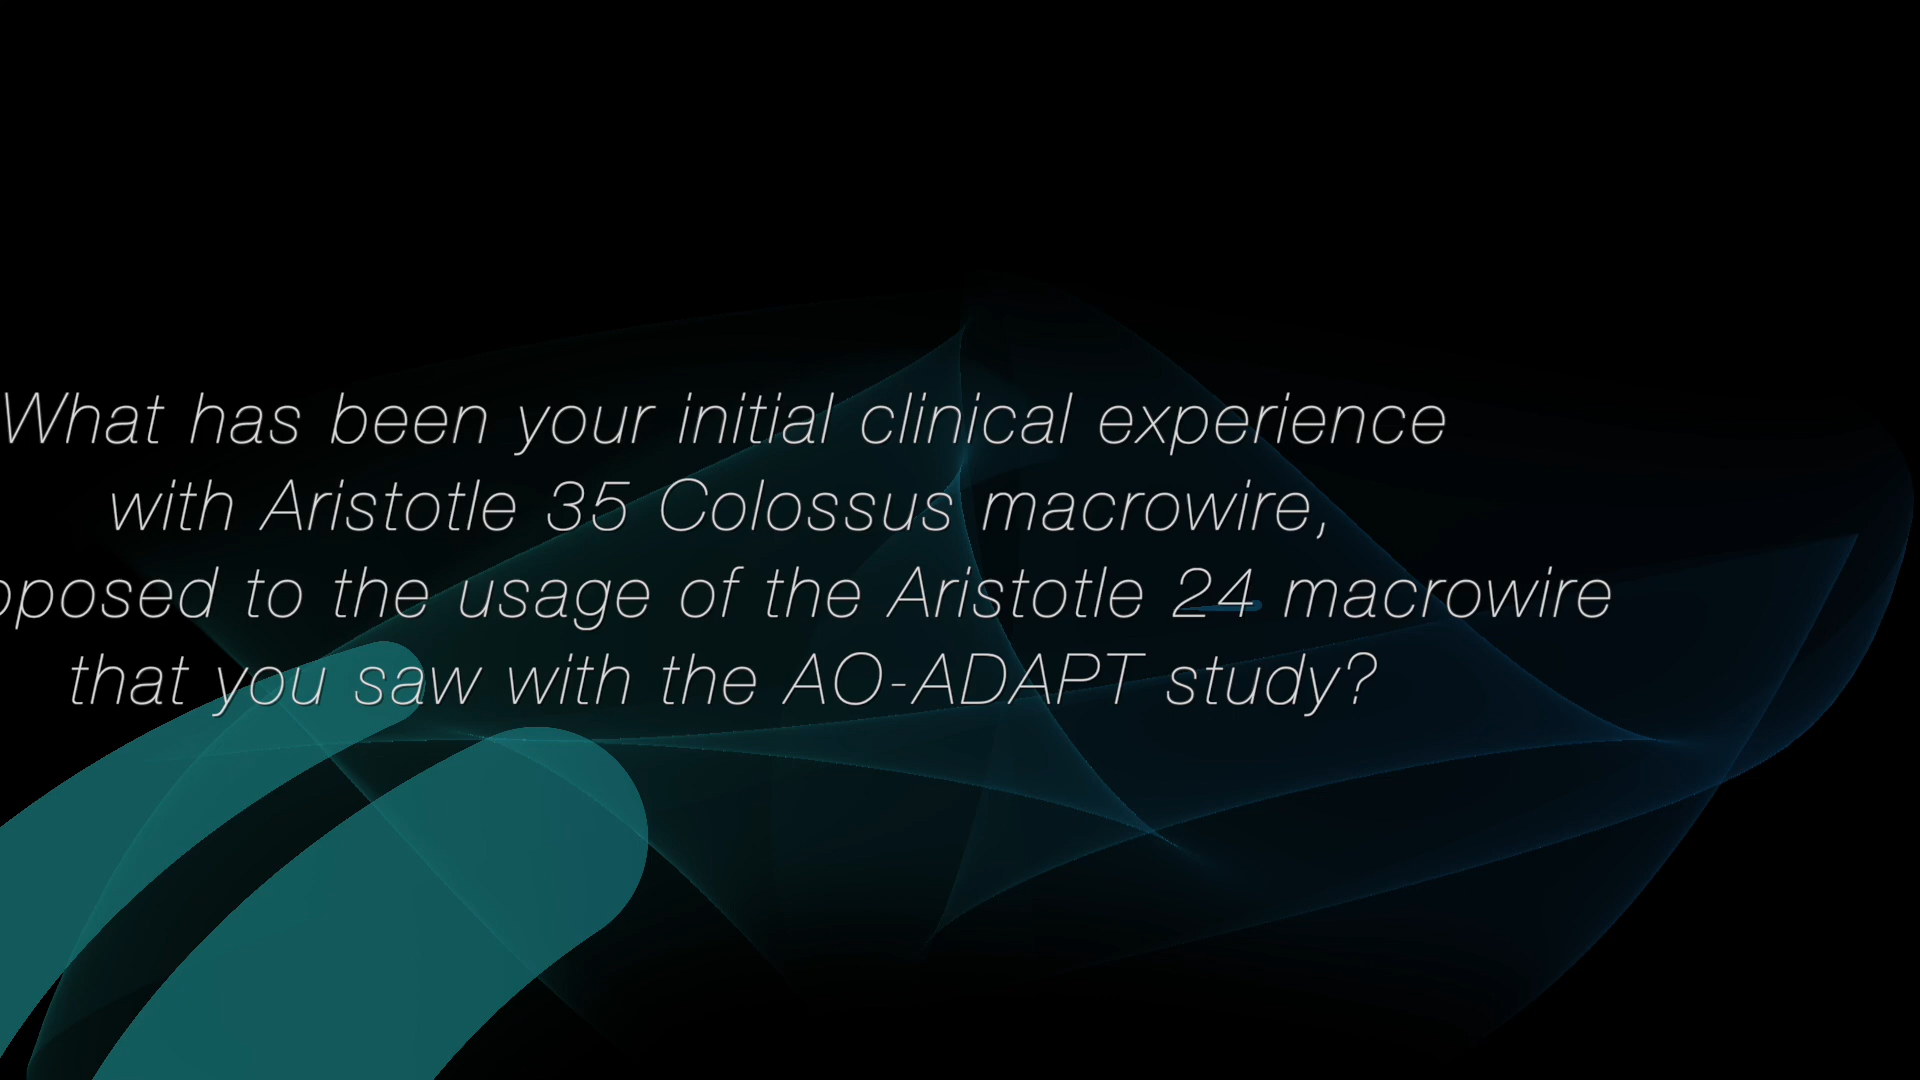 What has been your initial clinical experience
with Aristotle 35 Colossus macrowire,
pposed to the usage of the Aristotle 24 macrowire
that you saw with the AO-ADAPT study?